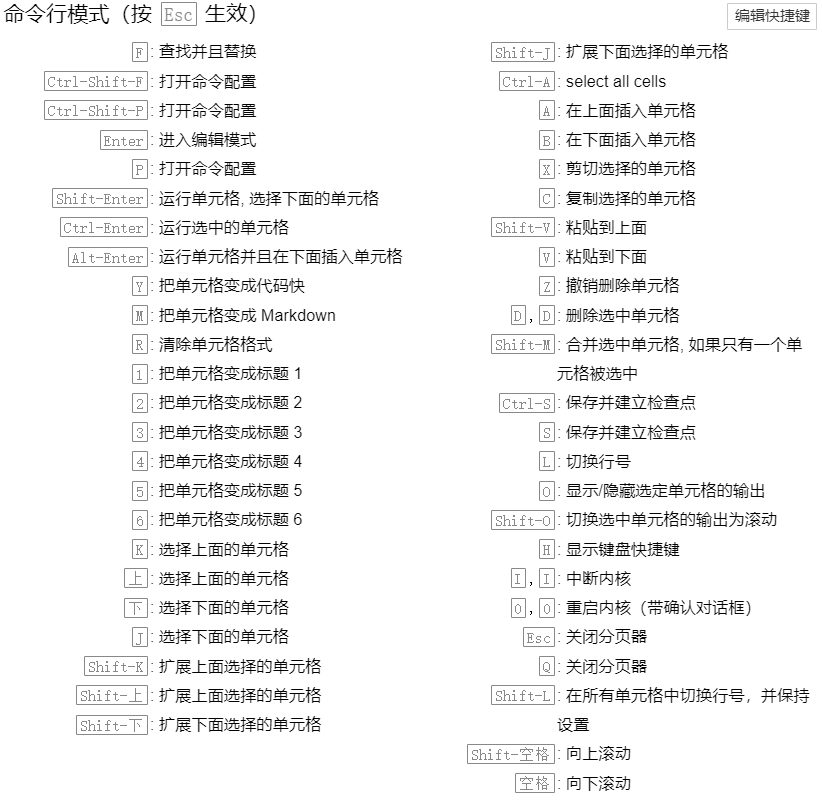 命令行模式（按 Esc 生效）
编辑快捷键
F : 查找并且替换
Ctrl-Shift-F : 打开命令配置
Ctrl-Shift-P : 打开命令配置
Enter : 进入编辑模式
P : 打开命令配置
Shift-Enter : 运行单元格, 选择下面的单元格
Ctrl-Enter : 运行选中的单元格
Alt-Enter : 运行单元格并且在下面插入单元格
Y : 把单元格变成代码快
M : 把单元格变成 Markdown
R : 清除单元格格式
1 : 把单元格变成标题 1
2 : 把单元格变成标题 2
3 : 把单元格变成标题 3
4 : 把单元格变成标题 4
5 : 把单元格变成标题 5
6 : 把单元格变成标题 6
K : 选择上面的单元格
上 : 选择上面的单元格
下 : 选择下面的单元格
J : 选择下面的单元格
Shift-K : 扩展上面选择的单元格
Shift-上 : 扩展上面选择的单元格
Shift-下 : 扩展下面选择的单元格
Shift-J : 扩展下面选择的单元格
Ctrl-A : select all cells
A : 在上面插入单元格
B : 在下面插入单元格
X : 剪切选择的单元格
C : 复制选择的单元格
Shift-V : 粘贴到上面
V : 粘贴到下面
Z : 撤销删除单元格
D , D : 删除选中单元格
Shift-M : 合并选中单元格, 如果只有一个单
元格被选中
Ctrl-S : 保存并建立检查点
S : 保存并建立检查点
L : 切换行号
O : 显示/隐藏选定单元格的输出
Shift-O : 切换选中单元格的输出为滚动
H : 显示键盘快捷键
I , I : 中断内核
0 , 0 : 重启内核（带确认对话框）
Esc : 关闭分页器
Q : 关闭分页器
Shift-L : 在所有单元格中切换行号，并保持
设置
Shift-空格 : 向上滚动
空格 : 向下滚动